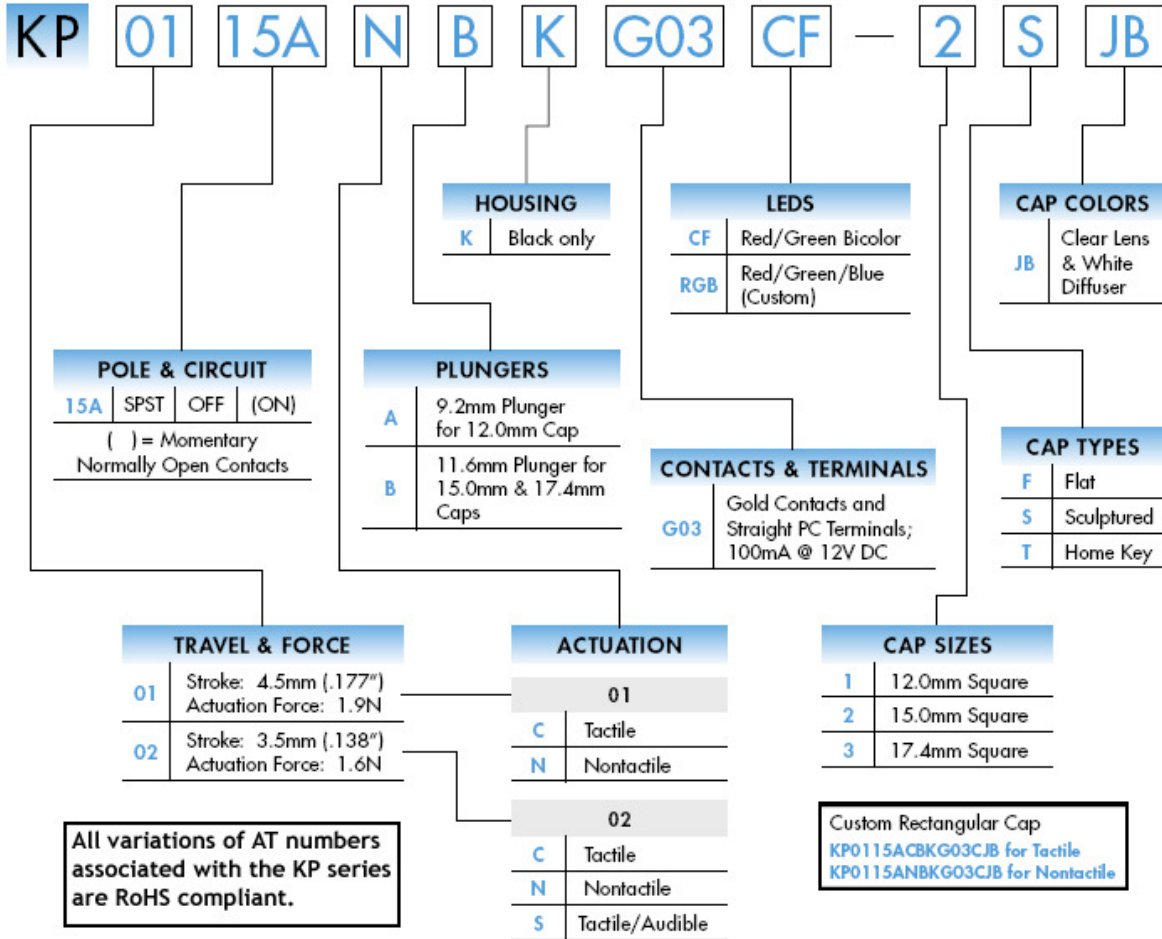 KP 01 15A N B K G03 CF — 2 S JB
HOUSING
K Black only
LEDS
CF Red/Green Bicolor
RGB Red/Green/Blue
(Custom)
CAP COLORS
JB Clear Lens
& White
Diffuser
POLE & CIRCUIT
15A SPST OFF (ON)
( ) = Momentary
Normally Open Contacts
PLUNGERS
A 9.2mm Plunger
for 12.0mm Cap
B 11.6mm Plunger for
15.0mm & 17.4mm
Caps
CONTACTS & TERMINALS
G03 Gold Contacts and
Straight PC Terminals;
100mA @ 12V DC
CAP TYPES
F Flat
S Sculptured
T Home Key
TRAVEL & FORCE
01 Stroke: 4.5mm (.177")
Actuation Force: 1.9N
02 Stroke: 3.5mm (.138")
Actuation Force: 1.6N
ACTUATION
01
C Tactile
N Nontactile
02
C Tactile
N Nontactile
S Tactile/Audible
CAP SIZES
1 12.0mm Square
2 15.0mm Square
3 17.4mm Square
All variations of AT numbers
associated with the KP series
are RoHS compliant.
Custom Rectangular Cap
KP0115ACBKG03CJB for Tactile
KP0115ANBKG03CJB for Nontactile